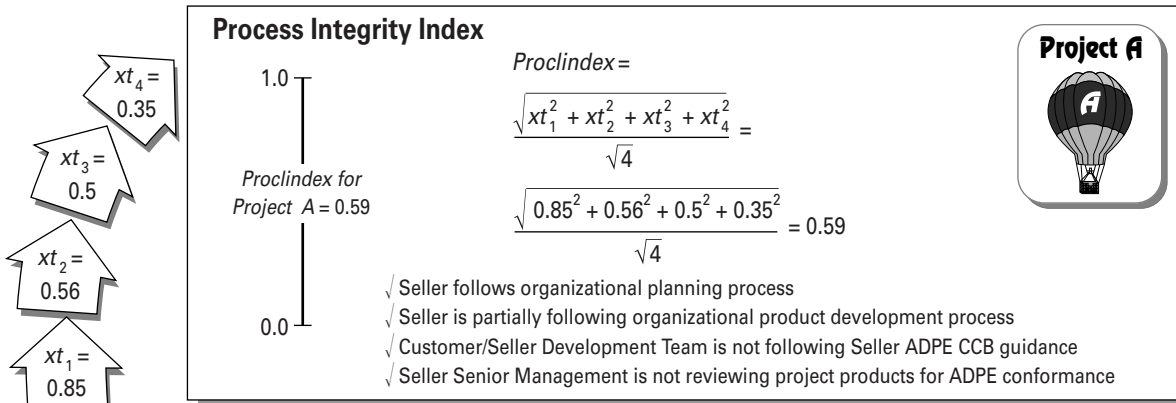 Process Integrity Index
Project A
A
xt₄ =
0.35
xt₃ =
0.5
xt₂ =
0.56
xt₁ =
0.85
1.0
ProcIindex for
Project A = 0.59
0.0
ProcIindex =
√(xt₁² + xt₂² + xt₃² + xt₄²) =
√4
√(0.85² + 0.56² + 0.5² + 0.35²) = 0.59
√4
√ Seller follows organizational planning process
√ Seller is partially following organizational product development process
√ Customer/Seller Development Team is not following Seller ADPE CCB guidance
√ Seller Senior Management is not reviewing project products for ADPE conformance